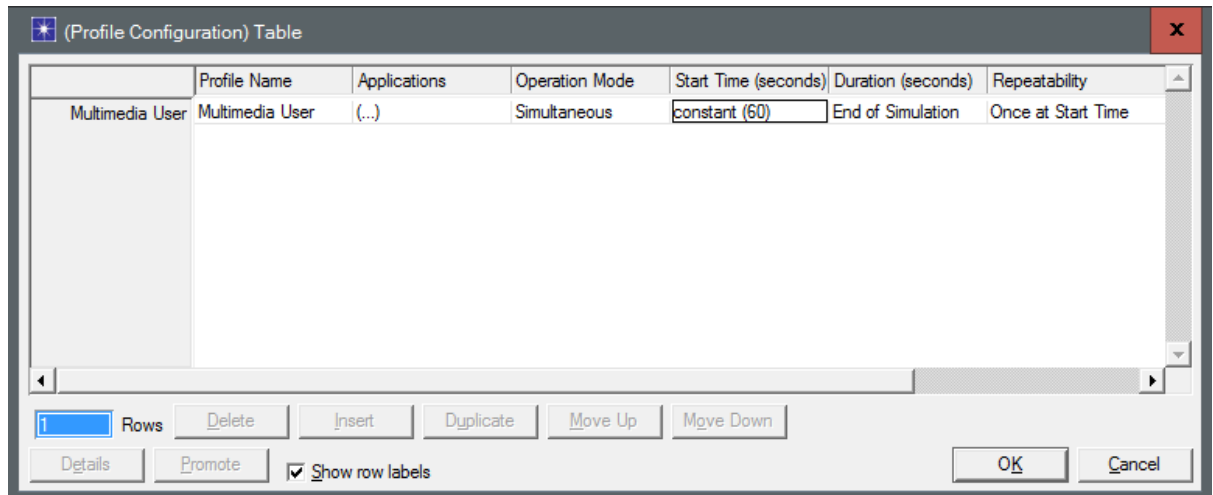 (Profile Configuration) Table
x
Profile Name Applications Operation Mode Start Time (seconds) Duration (seconds) Repeatability
Multimedia User Multimedia User (...) Simultaneous constant (60) End of Simulation Once at Start Time
1 Rows Delete Insert Duplicate Move Up Move Down
Details Promote Show row labels OK Cancel